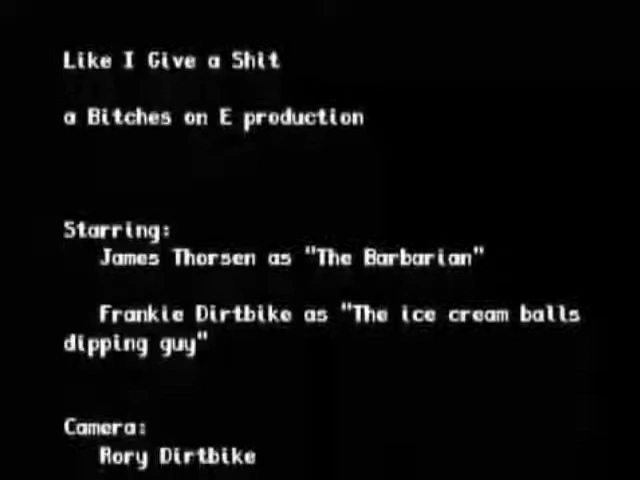 Like I Give a Shit
a Bitches on E production
Starring:
James Thorsen as "The Barbarian"
Frankie Dirtbike as "The ice cream balls
dipping guy"
Camera:
Rory Dirtbike